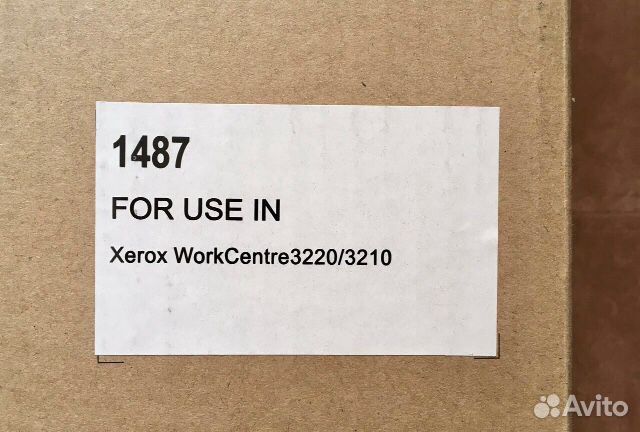 1487
FOR USE IN
Xerox WorkCentre3220/3210
Avito